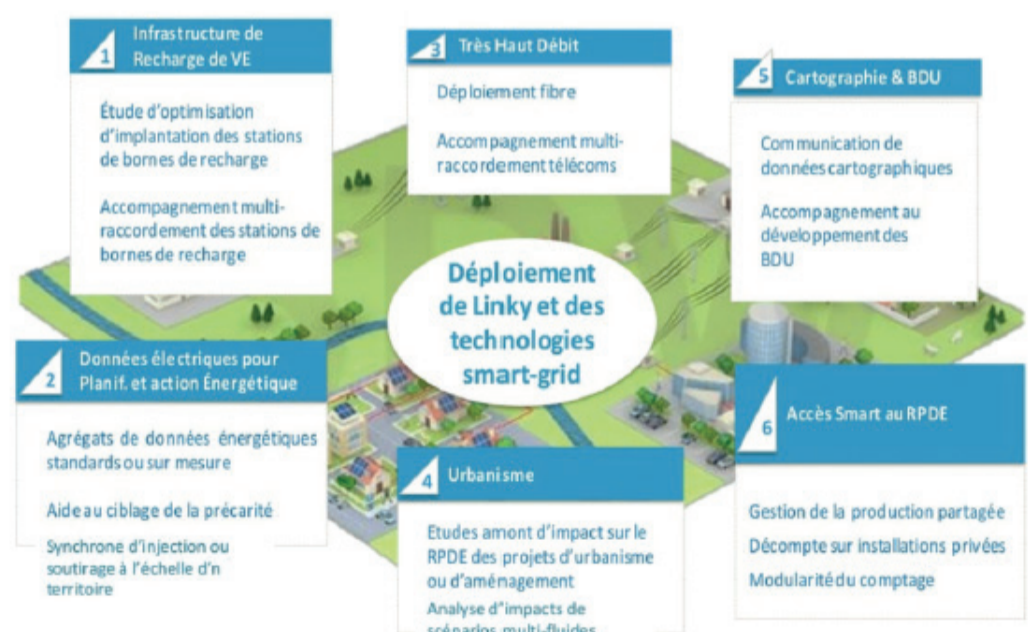 1
Infrastructure de
Recharge de VE
Étude d'optimisation
d'implantation des stations
de bornes de recharge
Accompagnement multi-
raccordement des stations de
bornes de recharge
2
Données électriques pour
Planif. et action Énergétique
Agrégats de données énergétiques
standards ou sur mesure
Aide au ciblage de la précarité
Synchrone d'injection ou
soutirage à l'échelle d'n
territoire
3
Très Haut Débit
Déploiement fibre
Accompagnement multi-
raccordement télécoms
Déploiement
de Linky et des
technologies
smart-grid
4
Urbanisme
Etudes amont d'impact sur le
RPDE des projets d'urbanisme
ou d'aménagement
Analyse d'impacts de
scénarios multi-fluides
5
Cartographie & BDU
Communication de
données cartographiques
Accompagnement au
développement des
BDU
6
Accès Smart au RPDE
Gestion de la production partagée
Décompte sur installations privées
Modularité du comptage